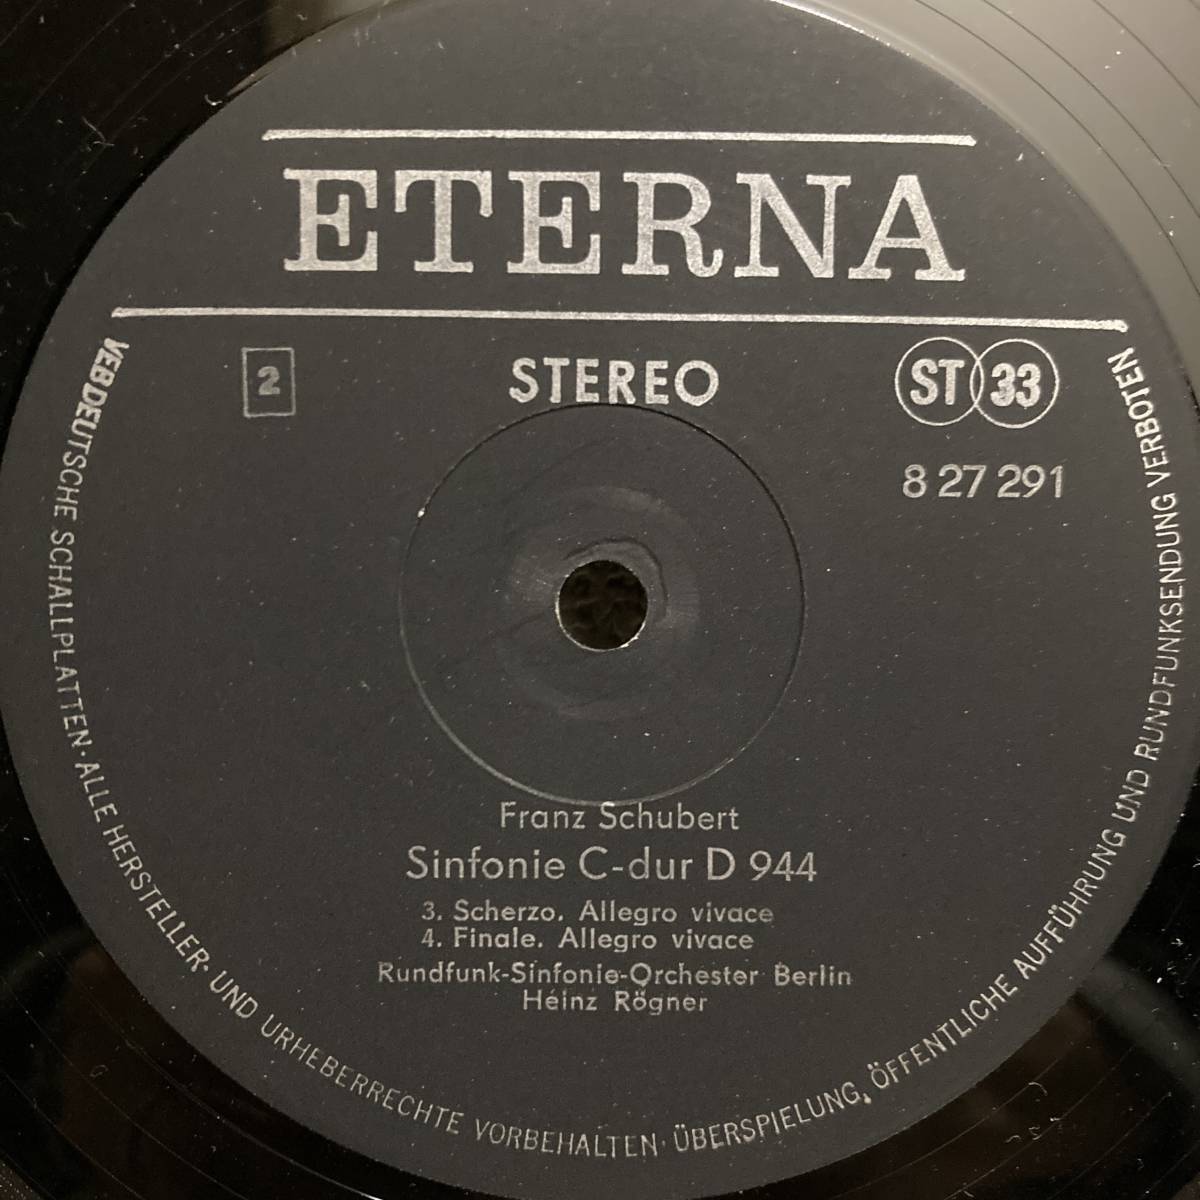 ETERNA
2
STEREO
ST 33
8 27 291
Franz Schubert
Sinfonie C-dur D 944
3. Scherzo. Allegro vivace
4. Finale. Allegro vivace
Rundfunk-Sinfonie-Orchester Berlin
Heinz Rögner
VEB DEUTSCHE SCHALLPLATTEN · ALLE HERSTELLER- UND URHEBERRECHTE VORBEHALTEN · ÜBERSPIELUNG, ÖFFENTLICHE AUFFÜHRUNG UND RUNDFUNKSENDUNG VERBOTEN